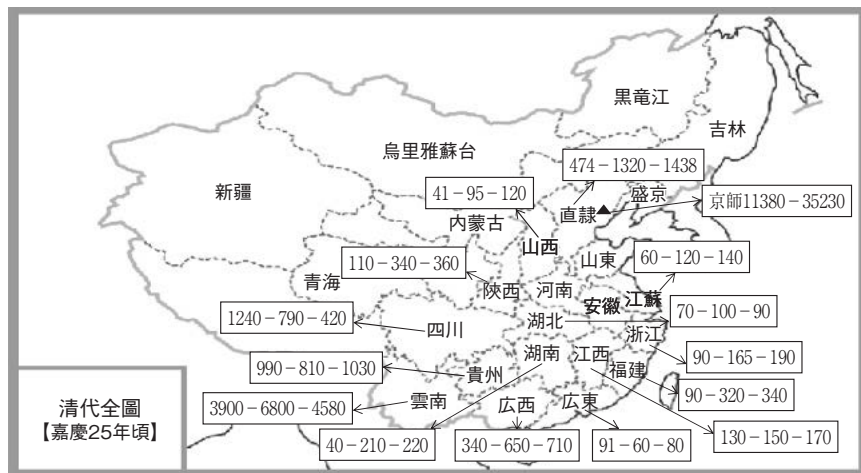 黒竜江
吉林
烏里雅蘇台
474－1320－1438
新疆
41－95－120
盛京
直隷
京師11380－35230
内蒙古
山西
山東
60－120－140
110－340－360
青海
陝西
河南
安徽
江蘇
70－100－90
1240－790－420
四川
湖北
浙江
湖南
江西
90－165－190
990－810－1030
貴州
福建
90－320－340
清代全圖
【嘉慶25年頃】
3900－6800－4580
雲南
広西
広東
40－210－220
340－650－710
91－60－80
130－150－170